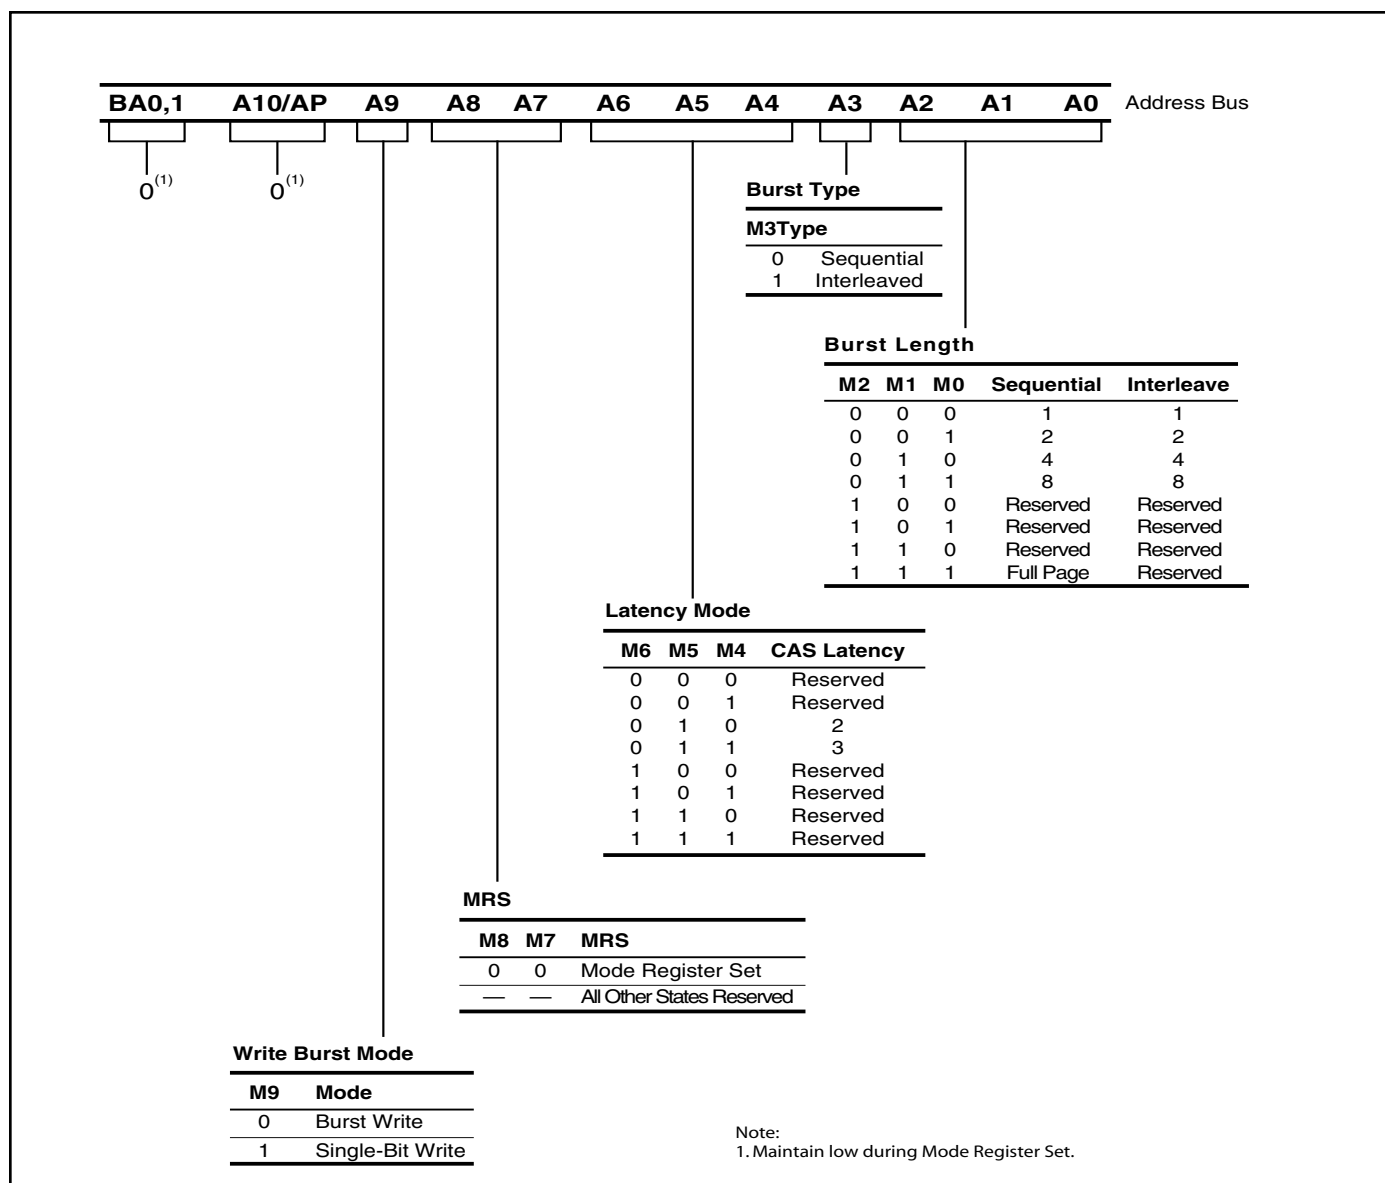 BA0,1 A10/AP A9 A8 A7 A6 A5 A4 A3 A2 A1 A0 Address Bus
0(1) 0(1)
Burst Type
M3Type
0 Sequential
1 Interleaved
Burst Length
M2 M1 M0 Sequential Interleave
0 0 0 1 1
0 0 1 2 2
0 1 0 4 4
0 1 1 8 8
1 0 0 Reserved Reserved
1 0 1 Reserved Reserved
1 1 0 Reserved Reserved
1 1 1 Full Page Reserved
Latency Mode
M6 M5 M4 CAS Latency
0 0 0 Reserved
0 0 1 Reserved
0 1 0 2
0 1 1 3
1 0 0 Reserved
1 0 1 Reserved
1 1 0 Reserved
1 1 1 Reserved
MRS
M8 M7 MRS
0 0 Mode Register Set
— — All Other States Reserved
Write Burst Mode
M9 Mode
0 Burst Write
1 Single-Bit Write
Note:
1. Maintain low during Mode Register Set.